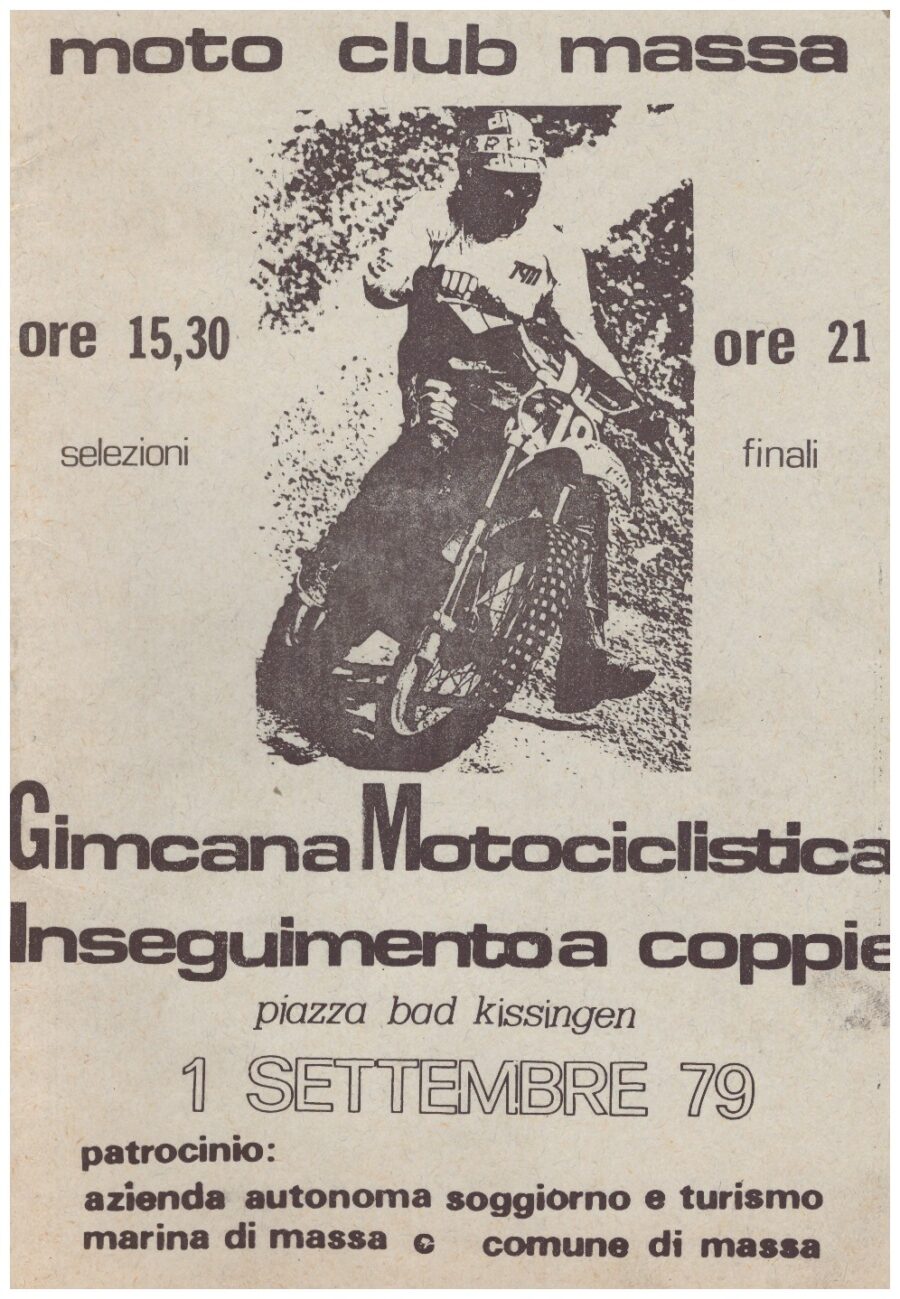 moto club massa
ore 15,30
selezioni
ore 21
finali
Gimcana Motociclistica
Inseguimento a coppie
piazza bad kissingen
1 SETTEMBRE 79
patrocinio:
azienda autonoma soggiorno e turismo
marina di massa e comune di massa